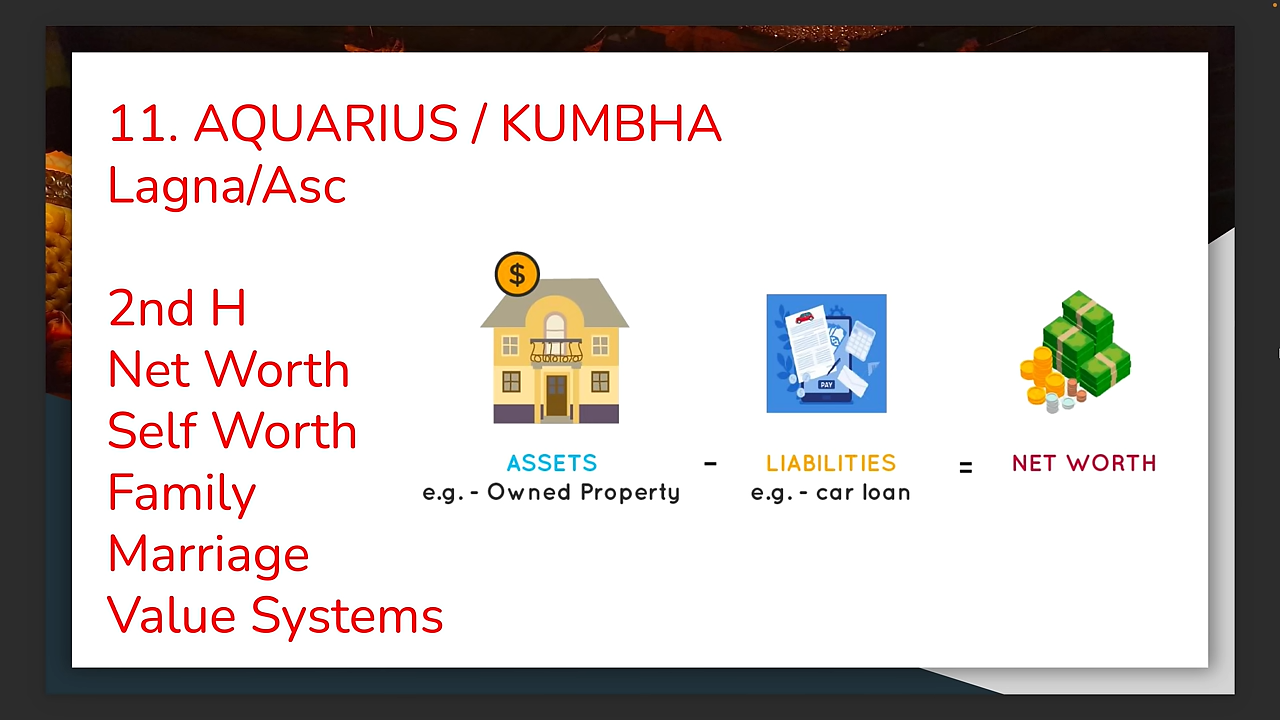 11. AQUARIUS / KUMBHA
Lagna/Asc
2nd H
Net Worth
Self Worth
Family
Marriage
Value Systems
$
PAY
ASSETS - LIABILITIES = NET WORTH
e.g. - Owned Property e.g. - car loan